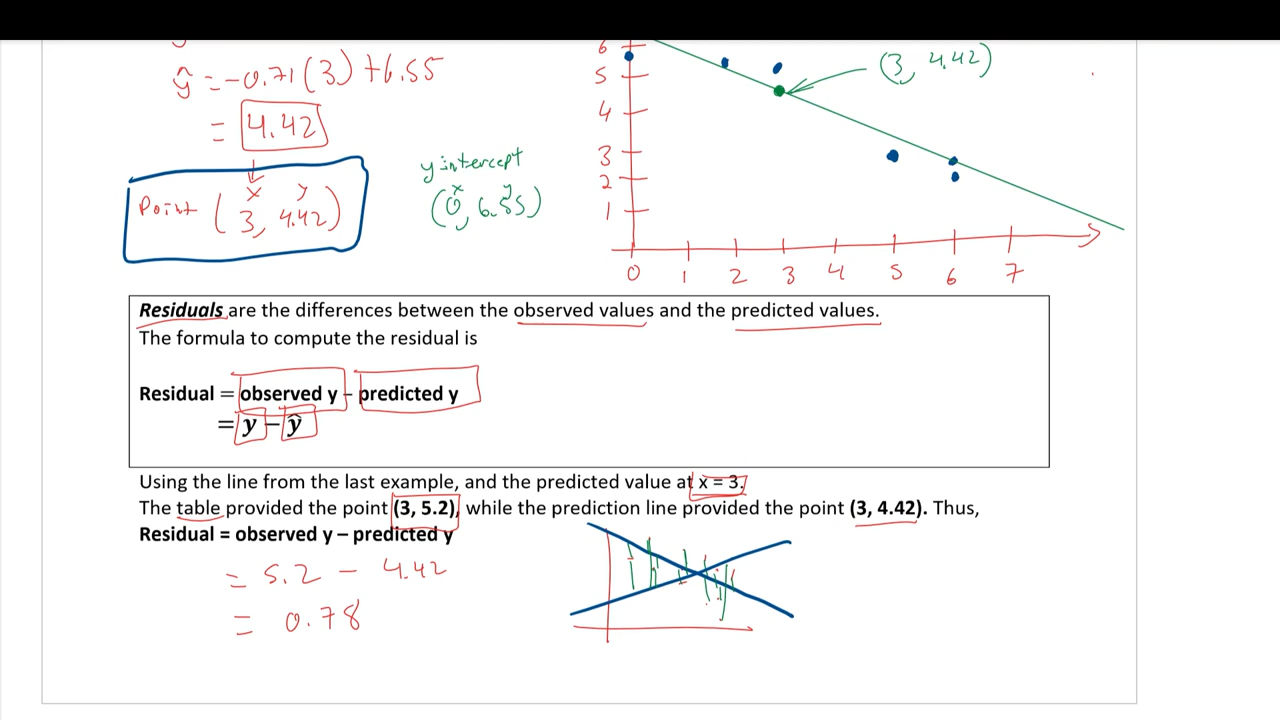 ŷ = -0.71(3) + 6.55
= 4.42
x y
Point (3, 4.42)
y intercept
x y
(0, 6.55)
(3, 4.42)
6
5
4
3
2
1
0 1 2 3 4 5 6 7
Residuals are the differences between the observed values and the predicted values.
The formula to compute the residual is
Residual = observed y – predicted y
= y – ŷ
Using the line from the last example, and the predicted value at x = 3.
The table provided the point (3, 5.2), while the prediction line provided the point (3, 4.42). Thus,
Residual = observed y – predicted y
= 5.2 - 4.42
= 0.78